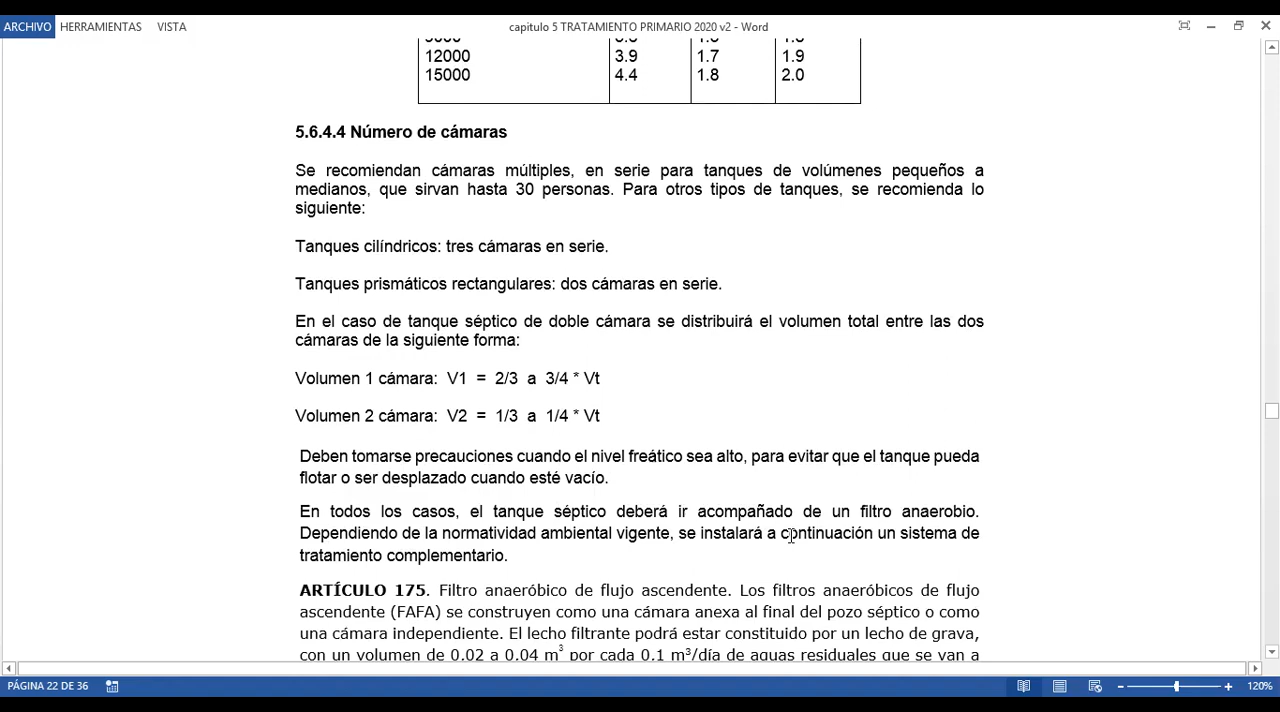 ARCHIVO HERRAMIENTAS VISTA
capitulo 5 TRATAMIENTO PRIMARIO 2020 v2 - Word
12000 3.9 1.7 1.9
15000 4.4 1.8 2.0
5.6.4.4 Número de cámaras
Se recomiendan cámaras múltiples, en serie para tanques de volúmenes pequeños a
medianos, que sirvan hasta 30 personas. Para otros tipos de tanques, se recomienda lo
siguiente:
Tanques cilíndricos: tres cámaras en serie.
Tanques prismáticos rectangulares: dos cámaras en serie.
En el caso de tanque séptico de doble cámara se distribuirá el volumen total entre las dos
cámaras de la siguiente forma:
Volumen 1 cámara: V1 = 2/3 a 3/4 * Vt
Volumen 2 cámara: V2 = 1/3 a 1/4 * Vt
Deben tomarse precauciones cuando el nivel freático sea alto, para evitar que el tanque pueda
flotar o ser desplazado cuando esté vacío.
En todos los casos, el tanque séptico deberá ir acompañado de un filtro anaerobio.
Dependiendo de la normatividad ambiental vigente, se instalará a continuación un sistema de
tratamiento complementario.
ARTÍCULO 175. Filtro anaeróbico de flujo ascendente. Los filtros anaeróbicos de flujo
ascendente (FAFA) se construyen como una cámara anexa al final del pozo séptico o como
una cámara independiente. El lecho filtrante podrá estar constituido por un lecho de grava,
con un volumen de 0.02 a 0.04 m³ por cada 0.1 m³/día de aguas residuales que se van a
PÁGINA 22 DE 36
120%